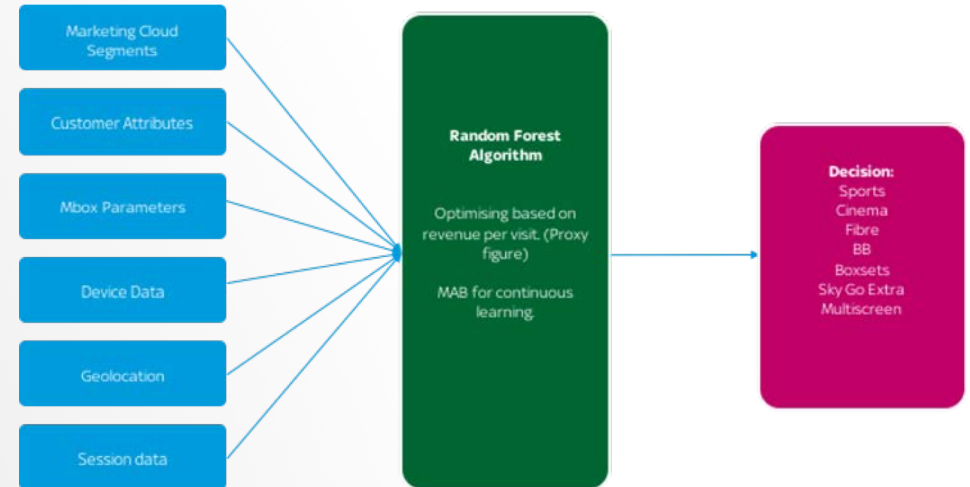 Marketing Cloud
Segments
Customer Attributes
Mbox Parameters
Device Data
Geolocation
Session data
Random Forest
Algorithm
Optimising based on
revenue per visit. (Proxy
figure)
MAB for continuous
learning.
Decision:
Sports
Cinema
Fibre
BB
Boxsets
Sky Go Extra
Multiscreen